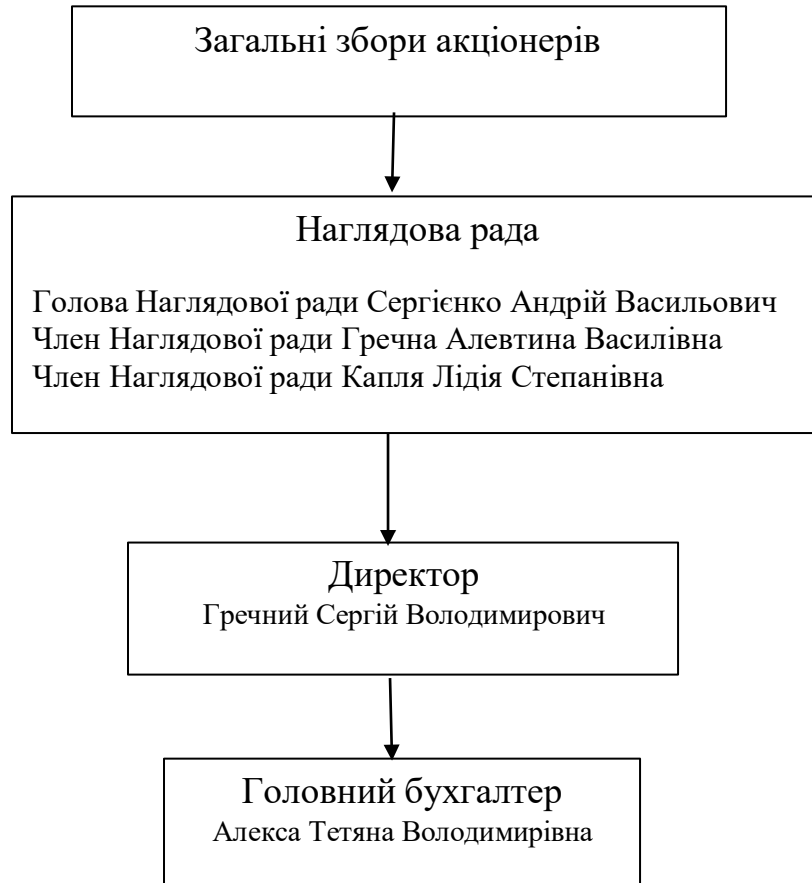 Загальні збори акціонерів
Наглядова рада
Голова Наглядової ради Сергієнко Андрій Васильович
Член Наглядової ради Гречна Алевтина Василівна
Член Наглядової ради Капля Лідія Степанівна
Директор
Гречний Сергій Володимирович
Головний бухгалтер
Алекса Тетяна Володимирівна